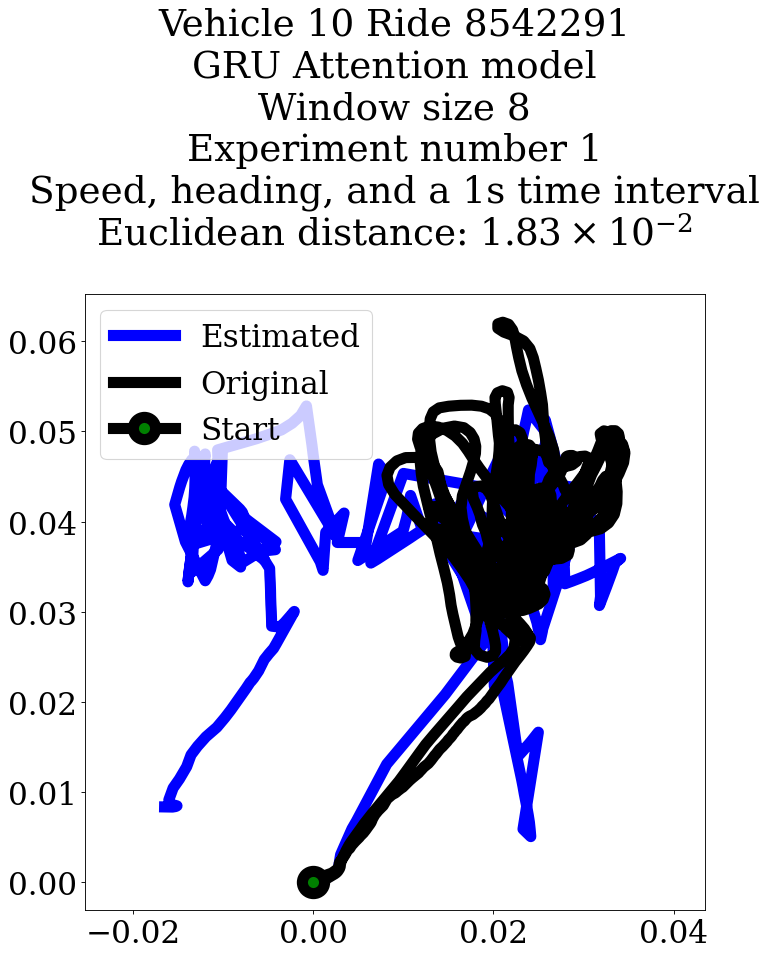 Vehicle 10 Ride 8542291
GRU Attention model
Window size 8
Experiment number 1
Speed, heading, and a 1s time interval
Euclidean distance: 1.83 × 10⁻²
Estimated
Original
Start
0.06
0.05
0.04
0.03
0.02
0.01
0.00
−0.02 0.00 0.02 0.04